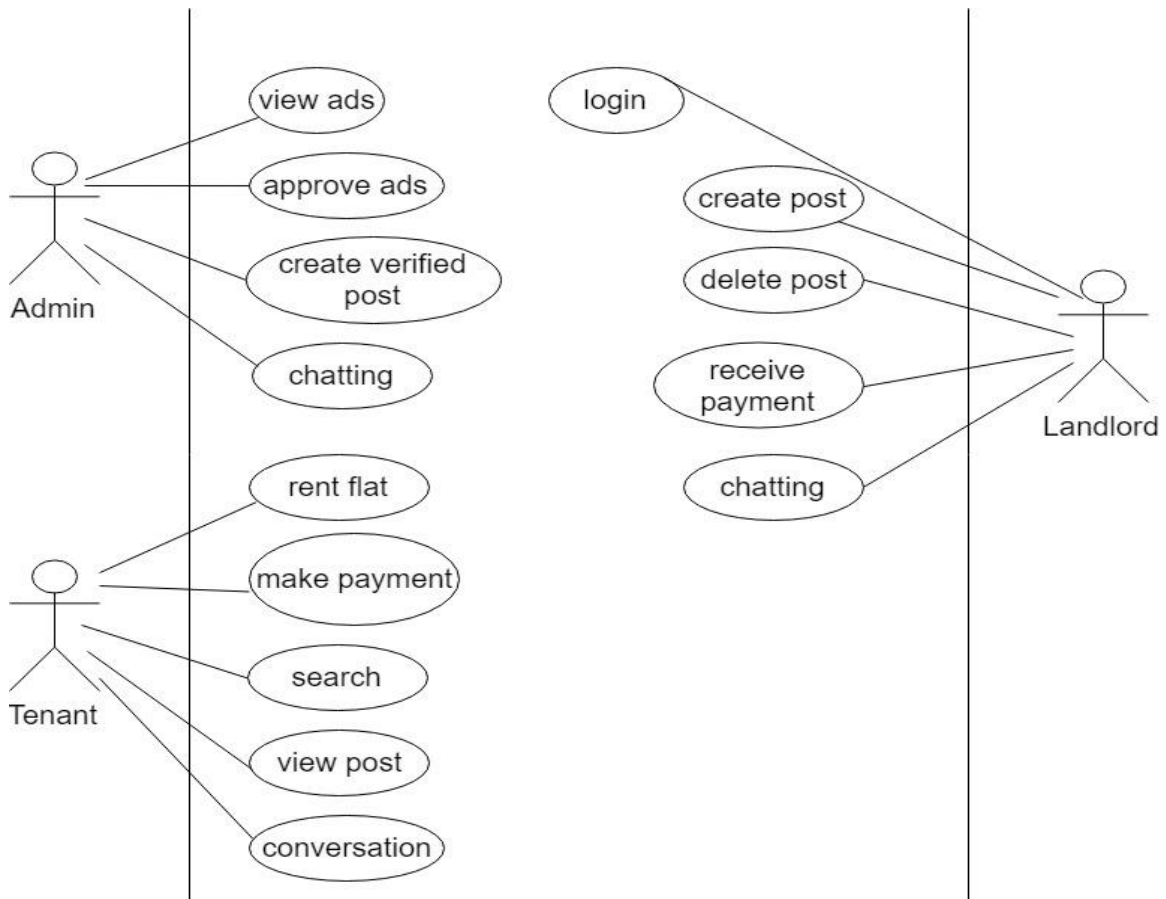 view ads
login
approve ads
create post
create verified
post
delete post
Admin
chatting
receive
payment
Landlord
rent flat
chatting
make payment
search
Tenant
view post
conversation